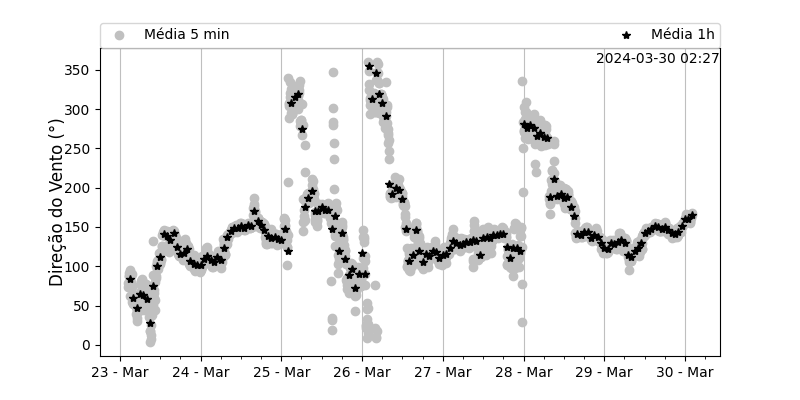 Média 5 min
Média 1h
2024-03-30 02:27
Direção do Vento (°)
350
300
250
200
150
100
50
0
23 - Mar
24 - Mar
25 - Mar
26 - Mar
27 - Mar
28 - Mar
29 - Mar
30 - Mar